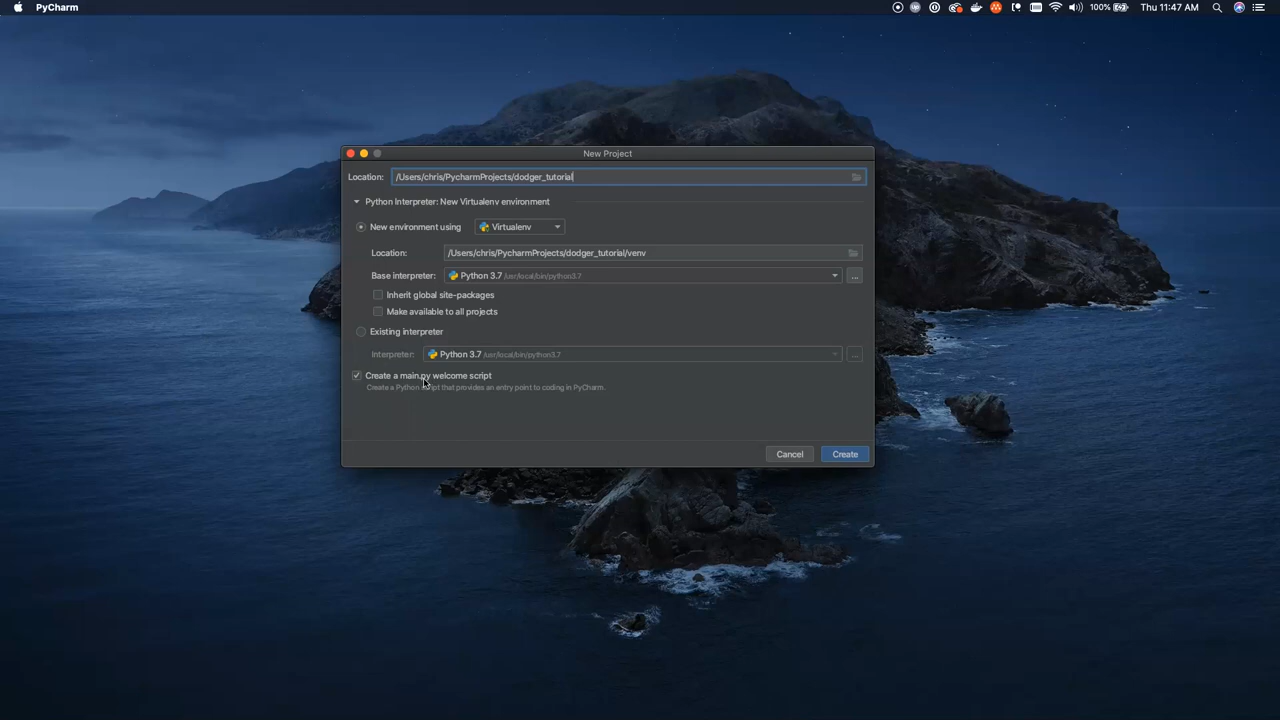 PyCharm
100%
Thu 11:47 AM
New Project
Location: /Users/chris/PycharmProjects/dodger_tutorial
Python Interpreter: New Virtualenv environment
New environment using Virtualenv
Location: /Users/chris/PycharmProjects/dodger_tutorial/venv
Base interpreter: Python 3.7 /usr/local/bin/python3.7 ...
Inherit global site-packages
Make available to all projects
Existing interpreter
Interpreter: Python 3.7 /usr/local/bin/python3.7 ...
Create a main.py welcome script
Create a Python script that provides an entry point to coding in PyCharm.
Cancel Create